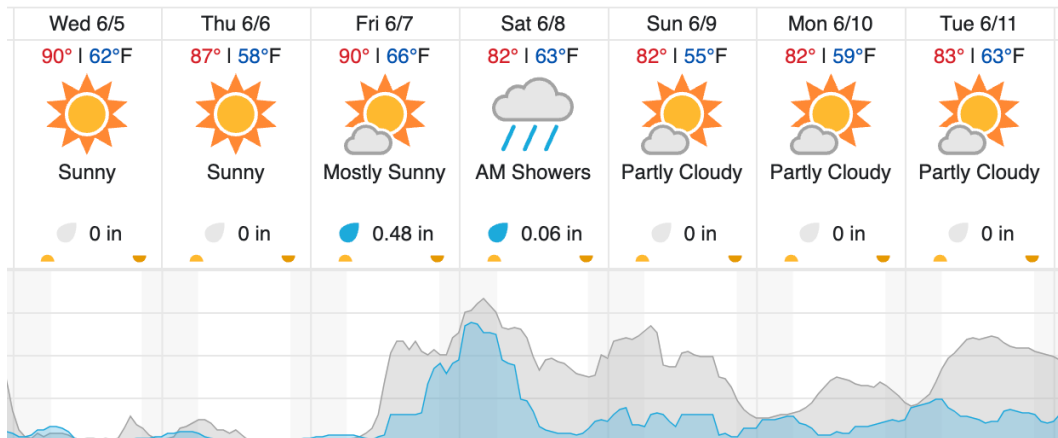 Wed 6/5 Thu 6/6 Fri 6/7 Sat 6/8 Sun 6/9 Mon 6/10 Tue 6/11
90° | 62°F 87° | 58°F 90° | 66°F 82° | 63°F 82° | 55°F 82° | 59°F 83° | 63°F
Sunny Sunny Mostly Sunny AM Showers Partly Cloudy Partly Cloudy Partly Cloudy
0 in 0 in 0.48 in 0.06 in 0 in 0 in 0 in